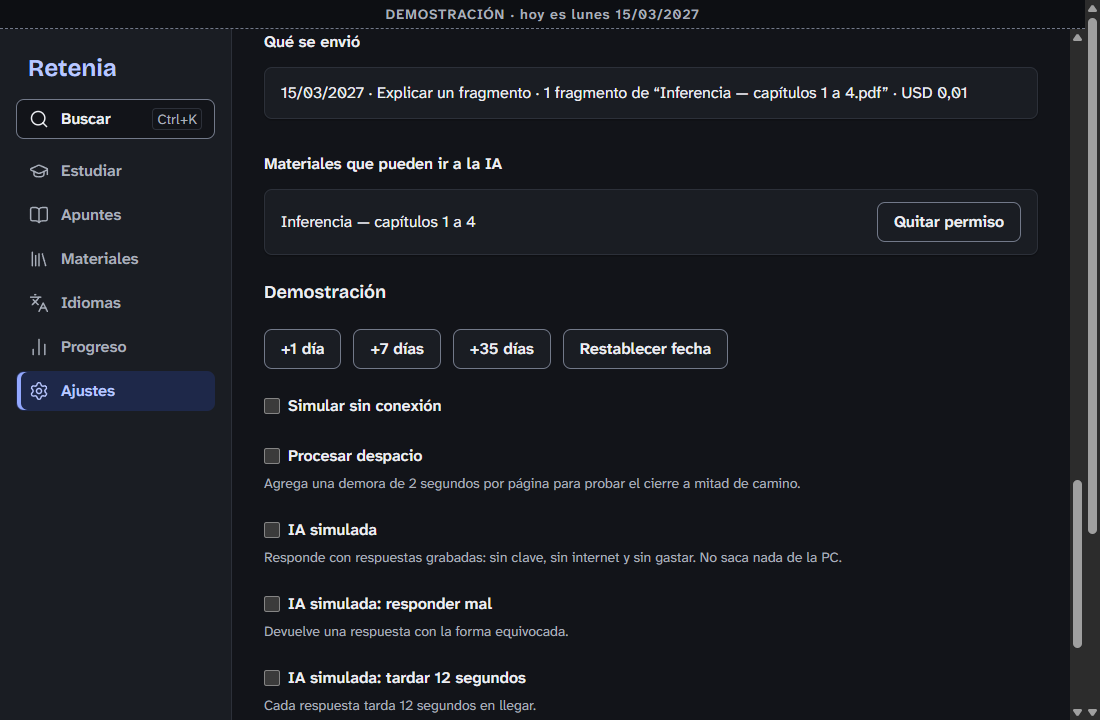 DEMOSTRACIÓN · hoy es lunes 15/03/2027
Retenia
Buscar Ctrl+K
Estudiar
Apuntes
Materiales
Idiomas
Progreso
Ajustes
Qué se envió
15/03/2027 · Explicar un fragmento · 1 fragmento de “Inferencia — capítulos 1 a 4.pdf” · USD 0,01
Materiales que pueden ir a la IA
Inferencia — capítulos 1 a 4 Quitar permiso
Demostración
+1 día +7 días +35 días Restablecer fecha
Simular sin conexión
Procesar despacio
Agrega una demora de 2 segundos por página para probar el cierre a mitad de camino.
IA simulada
Responde con respuestas grabadas: sin clave, sin internet y sin gastar. No saca nada de la PC.
IA simulada: responder mal
Devuelve una respuesta con la forma equivocada.
IA simulada: tardar 12 segundos
Cada respuesta tarda 12 segundos en llegar.